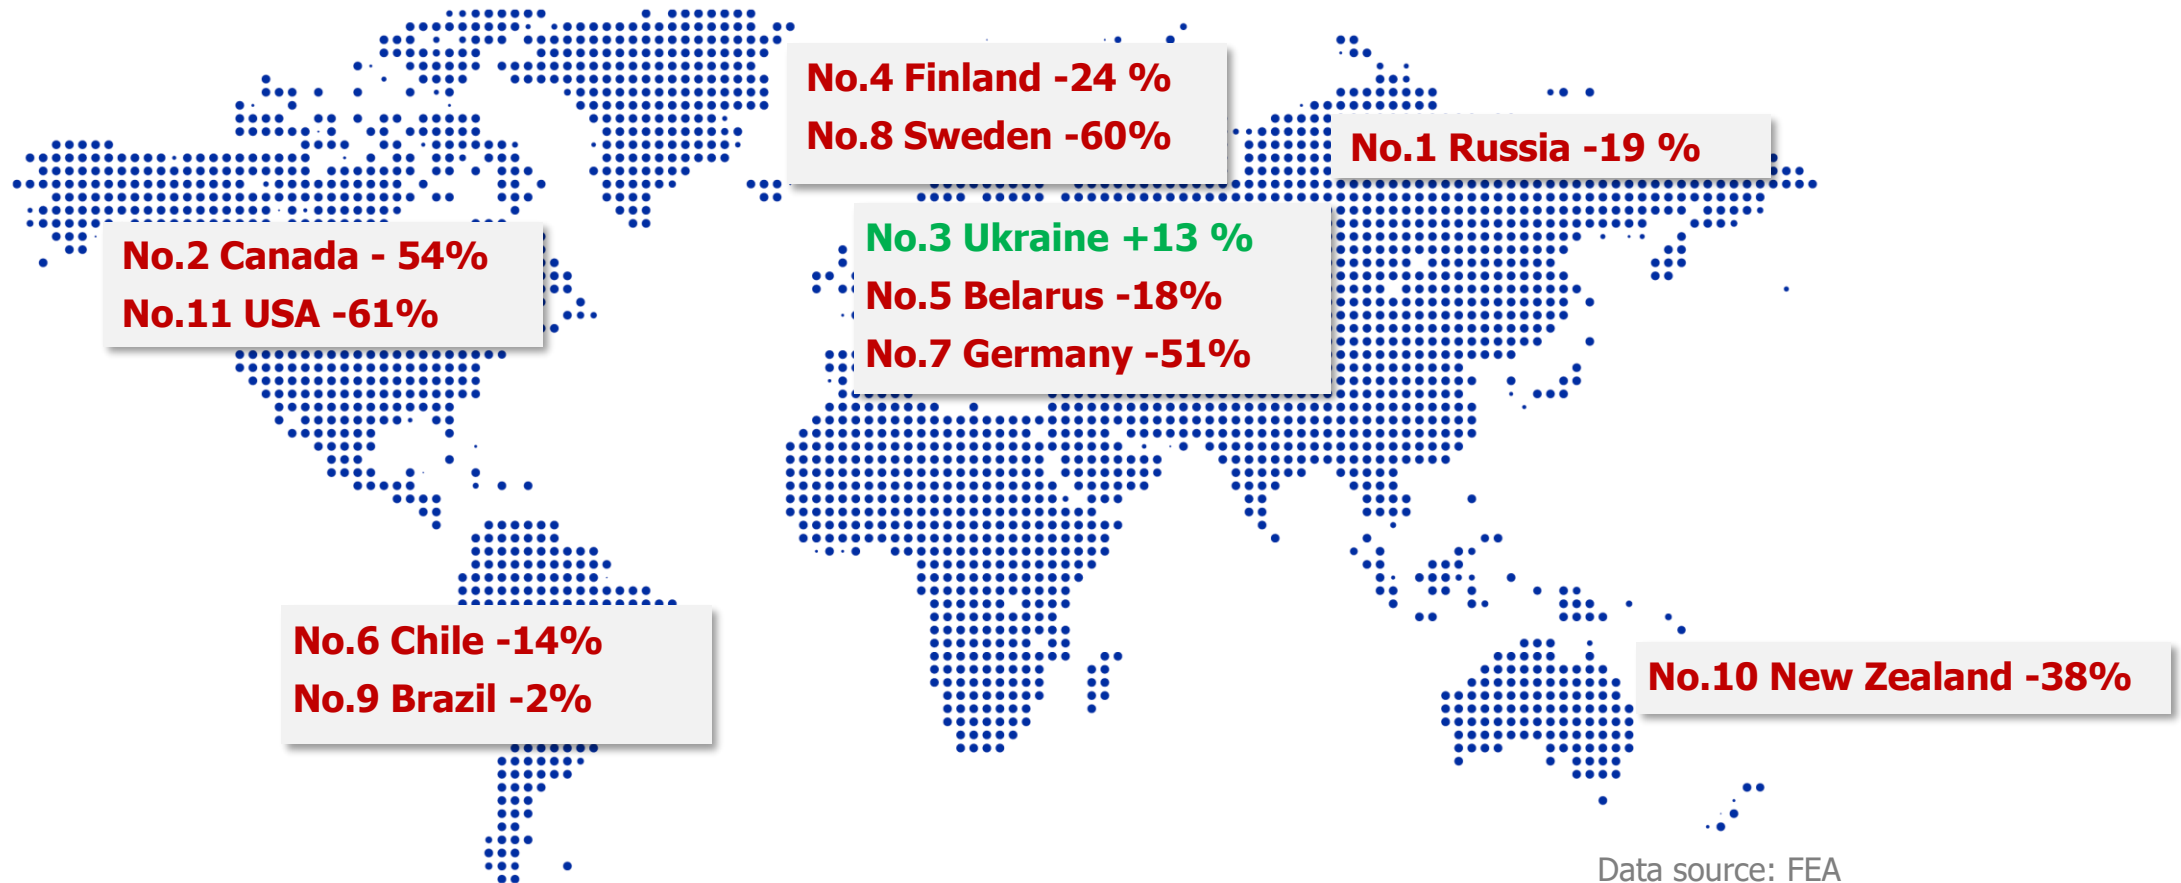 No.4 Finland -24 %
No.8 Sweden -60%
No.1 Russia -19 %
No.2 Canada - 54%
No.11 USA -61%
No.3 Ukraine +13 %
No.5 Belarus -18%
No.7 Germany -51%
No.6 Chile -14%
No.9 Brazil -2%
No.10 New Zealand -38%
Data source: FEA